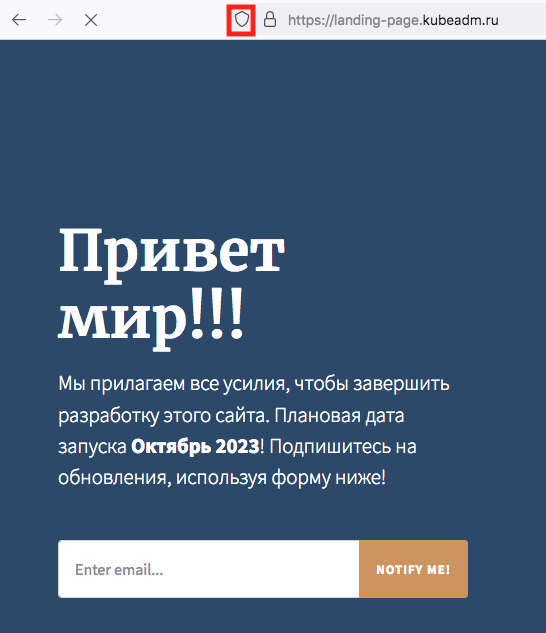 https://landing-page.kubeadm.ru
Привет
мир!!!
Мы прилагаем все усилия, чтобы завершить
разработку этого сайта. Плановая дата
запуска Октябрь 2023! Подпишитесь на
обновления, используя форму ниже!
Enter email...
NOTIFY ME!